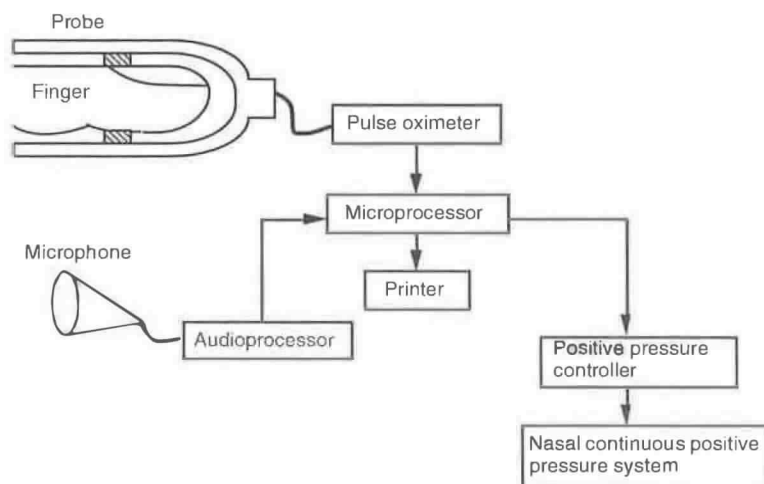 Probe
Finger
Pulse oximeter
Microprocessor
Microphone
Printer
Audioprocessor
Positive pressure
controller
Nasal continuous positive
pressure system